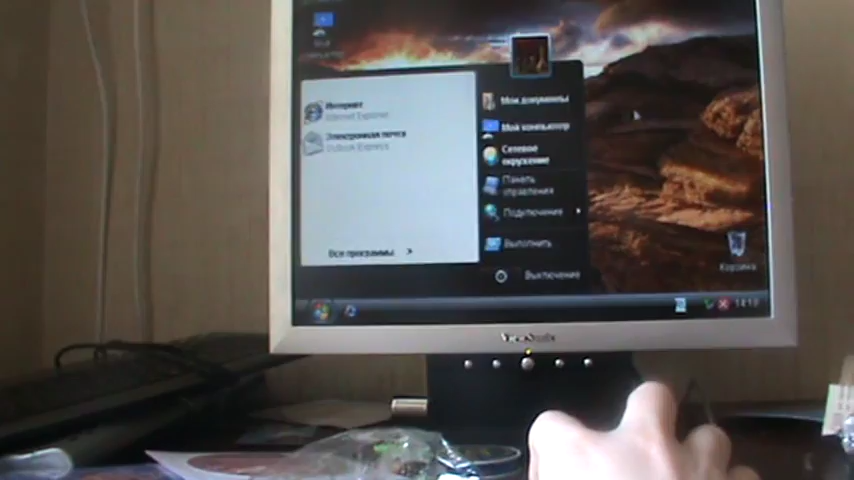 Интернет
Internet Explorer
Электронная почта
Outlook Express
Все программы
Мои документы
Мой компьютер
Сетевое
окружение
Панель
управления
Подключение
Выполнить
Выключение
Корзина
ViewSonic